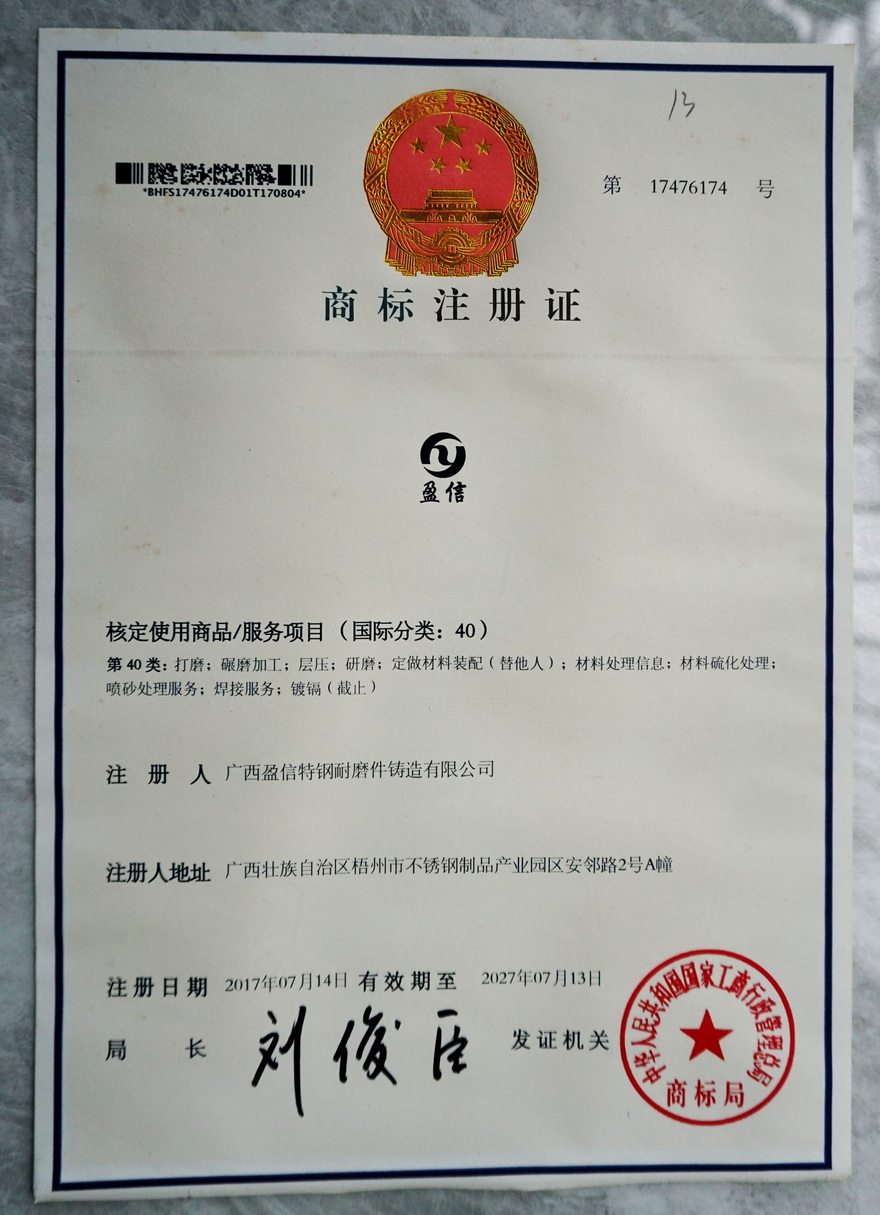 13
*BHFS17476174D01T170804*
第 17476174 号
商标注册证
盈信
核定使用商品/服务项目（国际分类：40）
第 40 类：打磨；碾磨加工；层压；研磨；定做材料装配（替他人）；材料处理信息；材料硫化处理；
喷砂处理服务；焊接服务；镀镉（截止）
注册人 广西盈信特钢耐磨件铸造有限公司
注册人地址 广西壮族自治区梧州市不锈钢制品产业园区安邻路2号A幢
注册日期 2017年07月14日 有效期至 2027年07月13日
局长 刘俊臣 发证机关
中华人民共和国国家工商行政管理总局
商标局